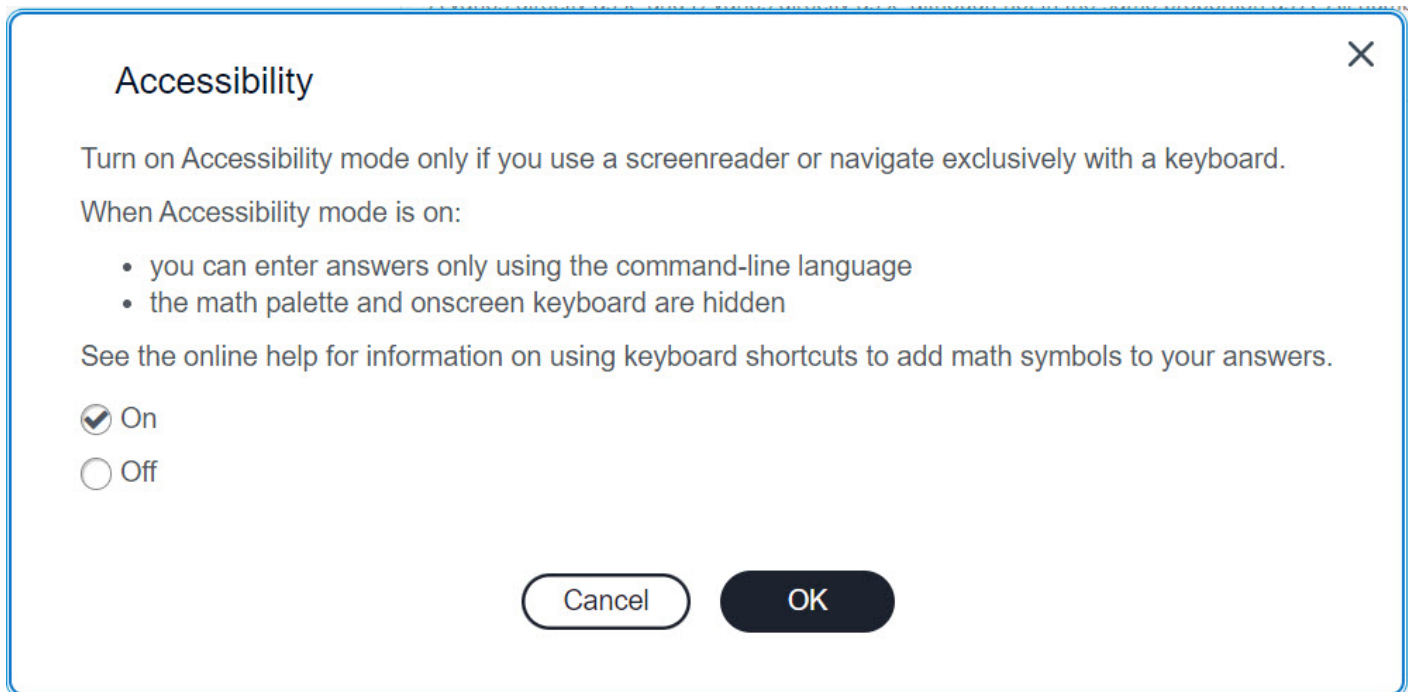 Accessibility
Turn on Accessibility mode only if you use a screenreader or navigate exclusively with a keyboard.
When Accessibility mode is on:
• you can enter answers only using the command-line language
• the math palette and onscreen keyboard are hidden
See the online help for information on using keyboard shortcuts to add math symbols to your answers.
On
Off
Cancel
OK